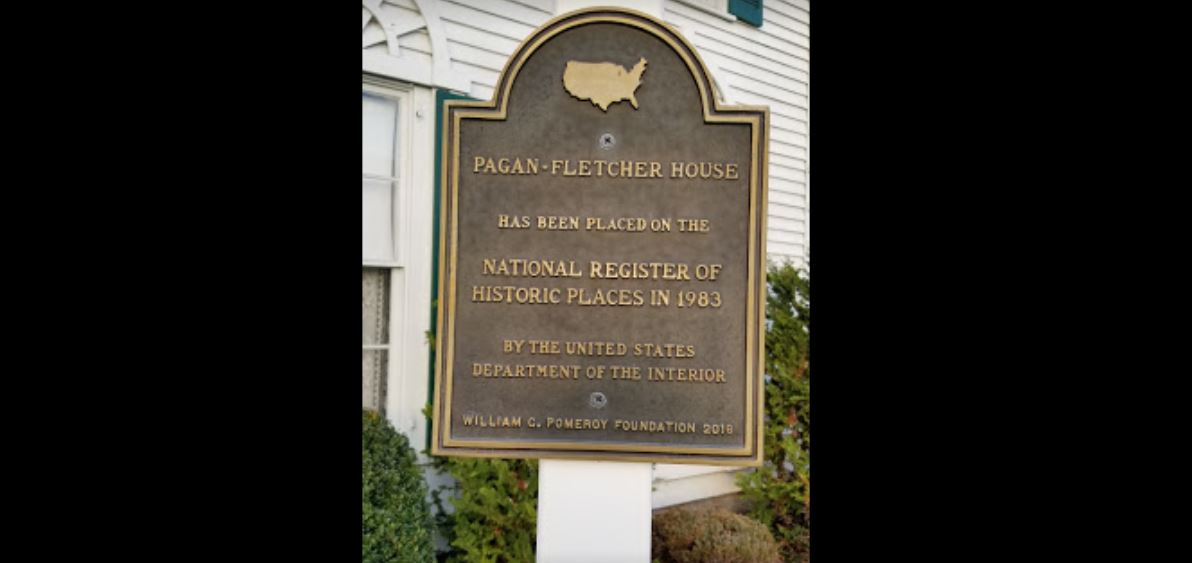 PAGAN-FLETCHER HOUSE
HAS BEEN PLACED ON THE
NATIONAL REGISTER OF
HISTORIC PLACES IN 1983
BY THE UNITED STATES
DEPARTMENT OF THE INTERIOR
WILLIAM G. POMEROY FOUNDATION 2018